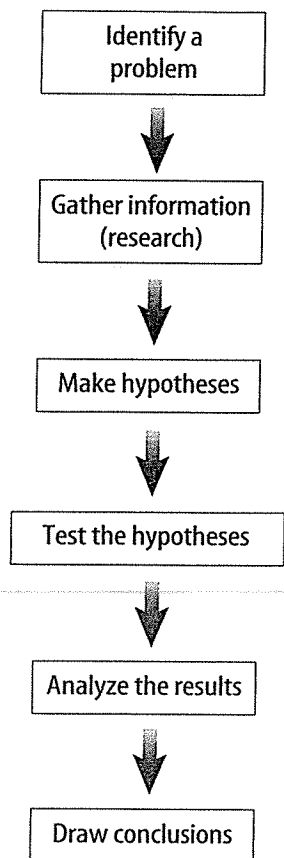 Identify a
problem
Gather information
(research)
Make hypotheses
Test the hypotheses
Analyze the results
Draw conclusions